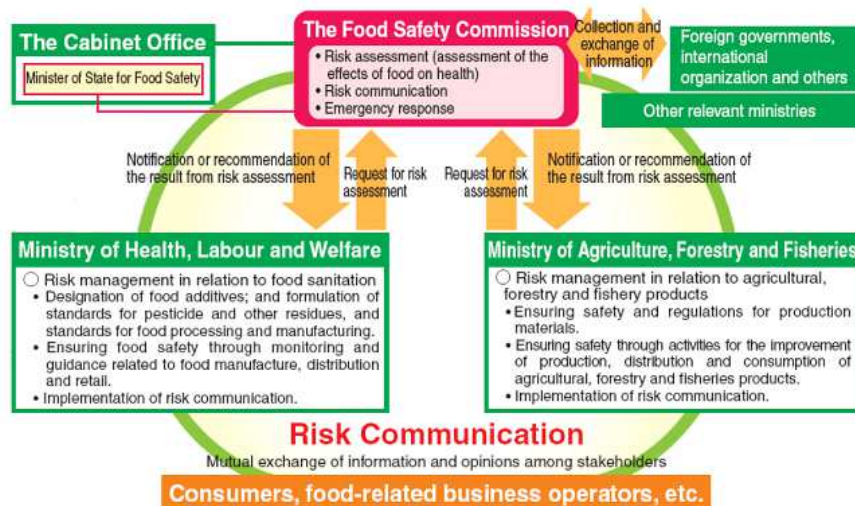 The Cabinet Office
Minister of State for Food Safety
The Food Safety Commission
• Risk assessment (assessment of the
effects of food on health)
• Risk communication
• Emergency response
Collection and
exchange of
information
Foreign governments,
international
organization and others
Other relevant ministries
Notification or recommendation of
the result from risk assessment
Request for risk
assessment
Request for risk
assessment
Notification or recommendation of
the result from risk assessment
Ministry of Health, Labour and Welfare
○ Risk management in relation to food sanitation
• Designation of food additives; and formulation of
standards for pesticide and other residues, and
standards for food processing and manufacturing.
• Ensuring food safety through monitoring and
guidance related to food manufacture, distribution
and retail.
• Implementation of risk communication.
Ministry of Agriculture, Forestry and Fisheries
○ Risk management in relation to agricultural,
forestry and fishery products
• Ensuring safety and regulations for production
materials.
• Ensuring safety through activities for the improvement
of production, distribution and consumption of
agricultural, forestry and fisheries products.
• Implementation of risk communication.
Risk Communication
Mutual exchange of information and opinions among stakeholders
Consumers, food-related business operators, etc.